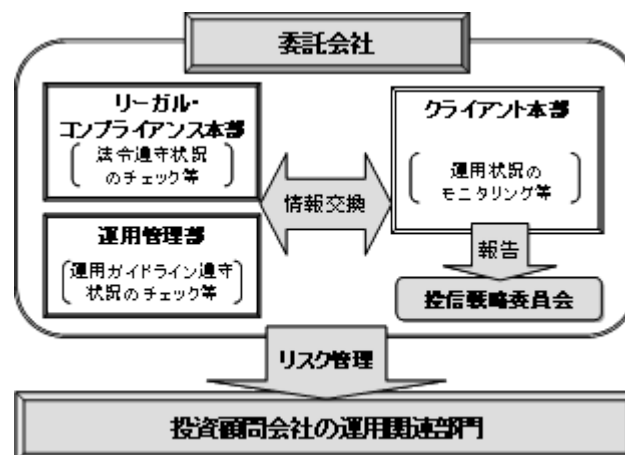 委託会社
リーガル・
コンプライアンス本部
法令遵守状況
のチェック等
運用管理部
運用ガイドライン遵守
状況のチェック等
情報交換
クライアント本部
運用状況の
モニタリング等
報告
投信戦略委員会
リスク管理
投資顧問会社の運用関連部門